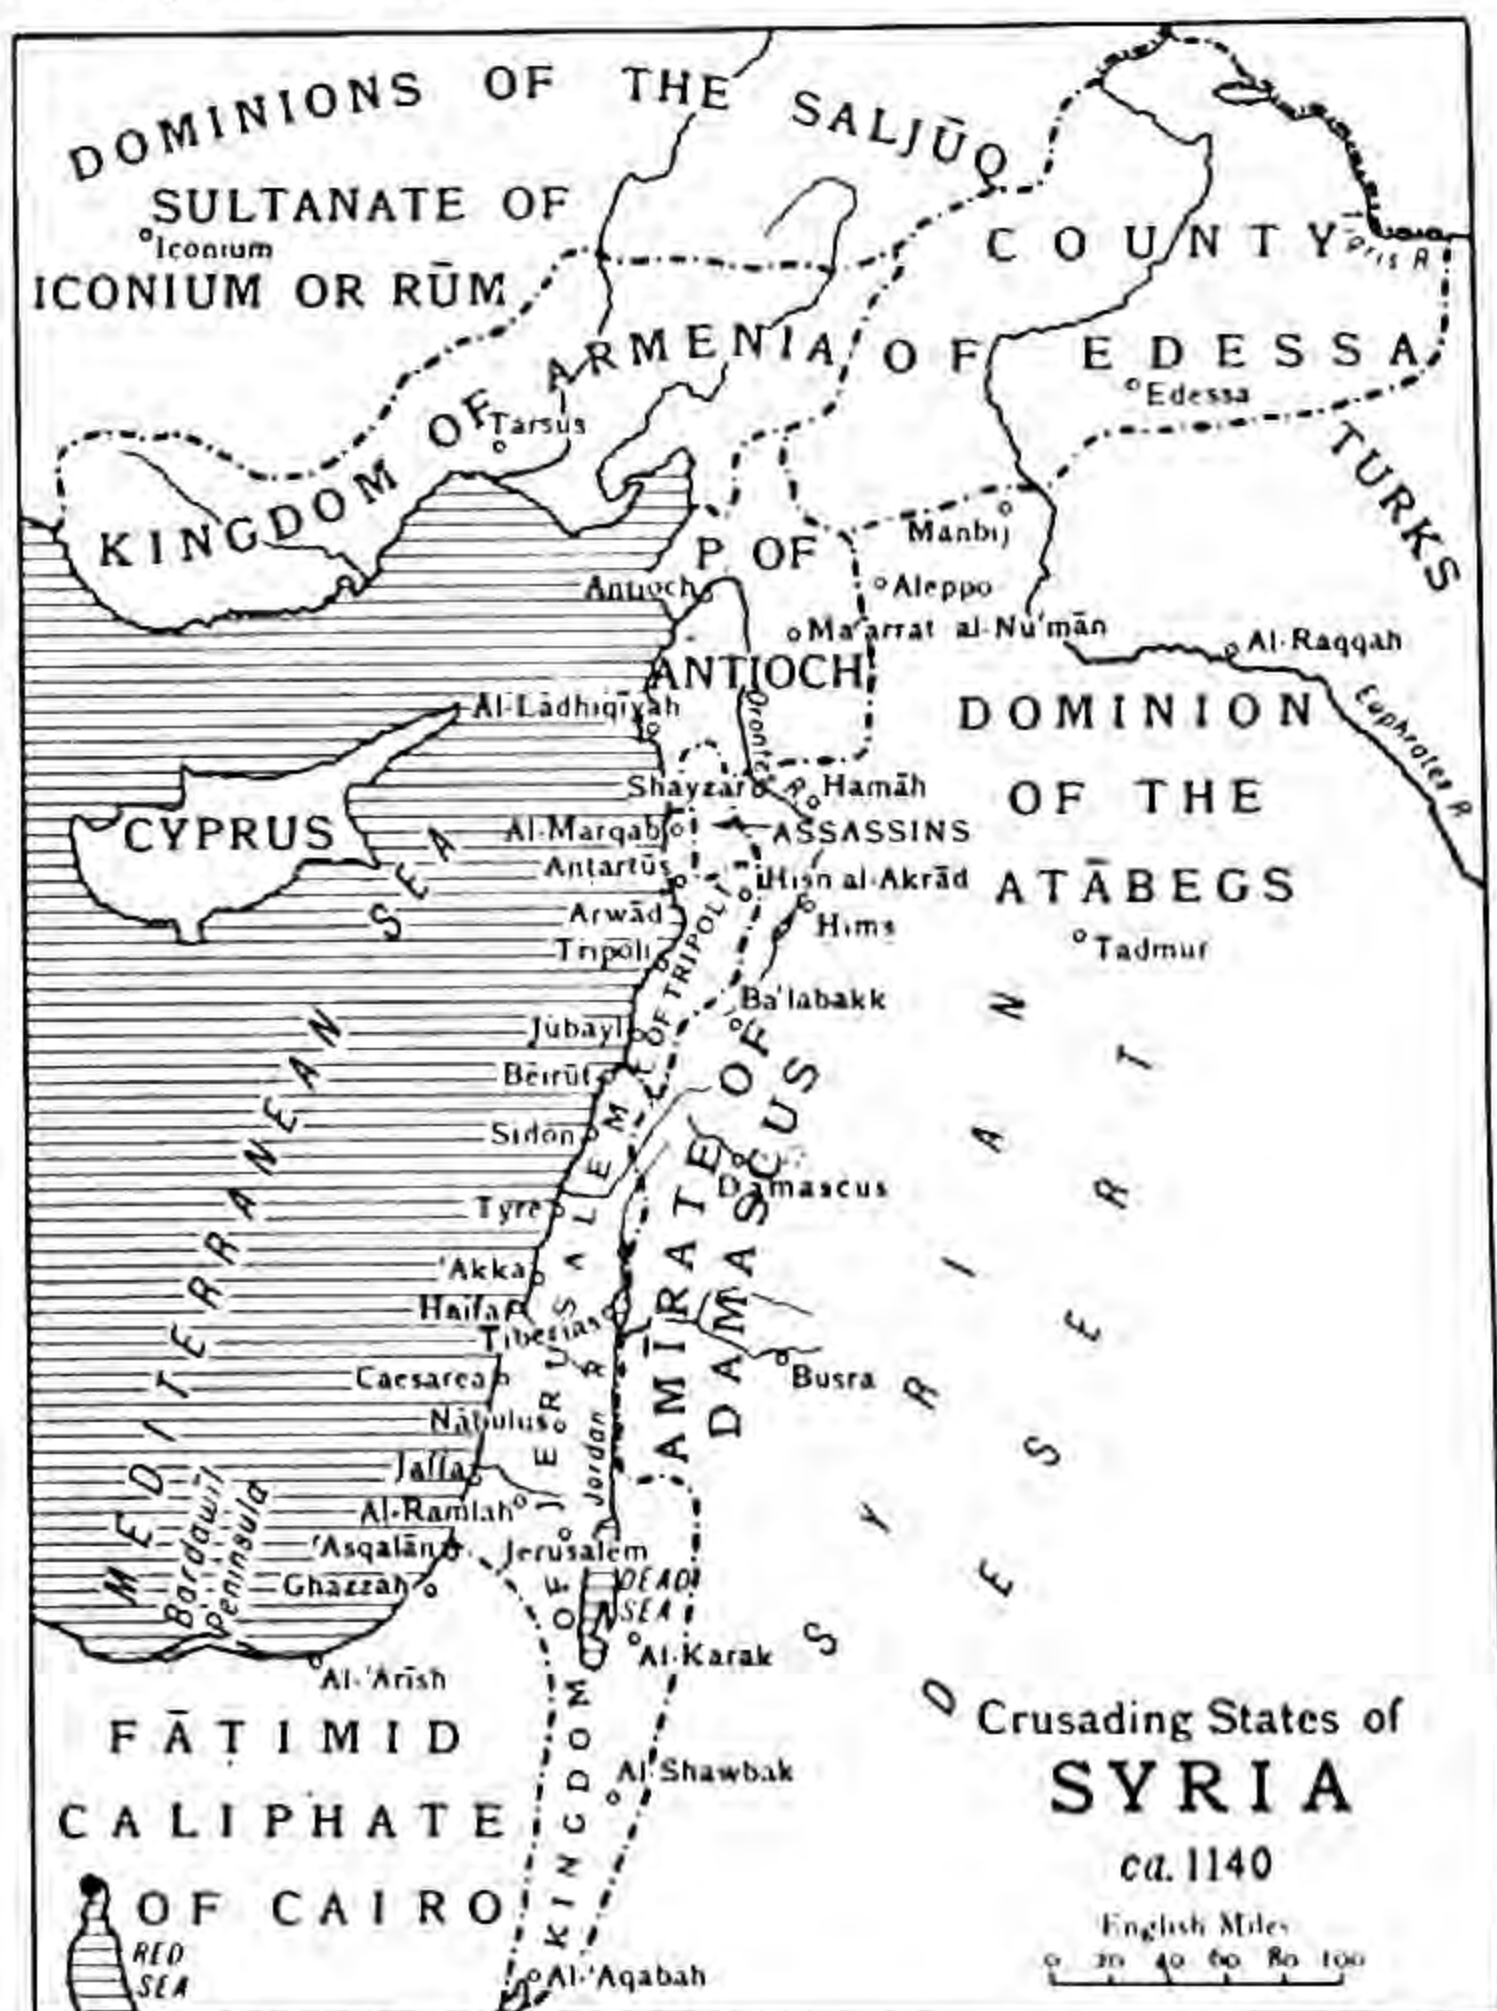 DOMINIONS OF THE SALJŪQ
TURKS
SULTANATE OF
Iconium
ICONIUM OR RŪM
COUNTY
OF EDESSA
Edessa
KINGDOM OF ARMENIA
Tarsus
P OF
ANTIOCH
Manbij
Antioch
Aleppo
Ma'arrat al-Nu'mān
Al-Raqqah
Euphrates R
Al-Lādhiqīyah
Orontes R
DOMINION
OF THE
ATĀBEGS
Shayzar
Hamāh
CYPRUS
Al-Marqab
ASSASSINS
Antartūs
Hisn al-Akrād
Arwād
Hims
Tripoli
Tadmur
OF TRIPOLI
Ba'labakk
Jubayl
Beirūt
Sidon
AMIRATE OF
DAMASCUS
Damascus
Tyre
'Akka
Haifa
Tiberias
Caesarea
Busra
Nābulus
Jordan R
Jaffa
Al-Ramlah
'Asqalān
Jerusalem
Ghazzah
DEAD
SEA
Bardawīl
Peninsula
MEDITERRANEAN SEA
SYRIAN
DESERT
Al-'Arīsh
Al-Karak
KINGDOM OF JERUSALEM
Al-Shawbak
FĀṬIMID
CALIPHATE
OF CAIRO
RED
SEA
Al-'Aqabah
Crusading States of
SYRIA
ca. 1140
English Miles
0 20 40 60 80 100